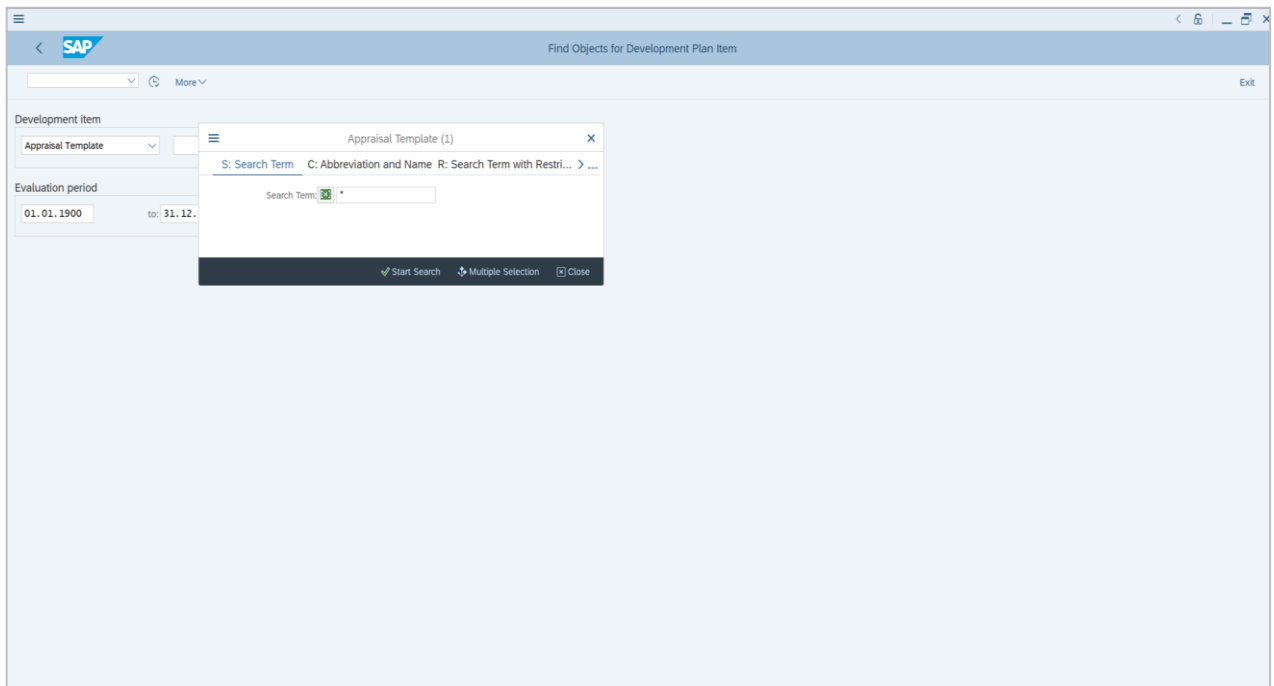 SAP
Find Objects for Development Plan Item
More
Exit
Development item
Appraisal Template
Evaluation period
01.01.1900 to: 31.12.
Appraisal Template (1)
S: Search Term C: Abbreviation and Name R: Search Term with Restri... ...
Search Term: *
Start Search Multiple Selection Close